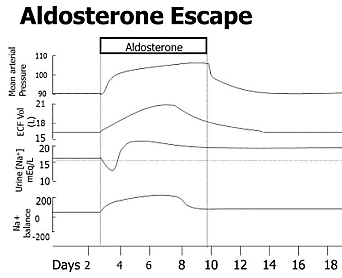 Aldosterone Escape
Aldosterone
Mean arterial
Pressure
110
100
90
ECF Vol
(L)
21
18
15
Urine [Na⁺]
mEq/L
20
15
10
Na+
balance
200
0
-200
Days 2 4 6 8 10 12 14 16 18